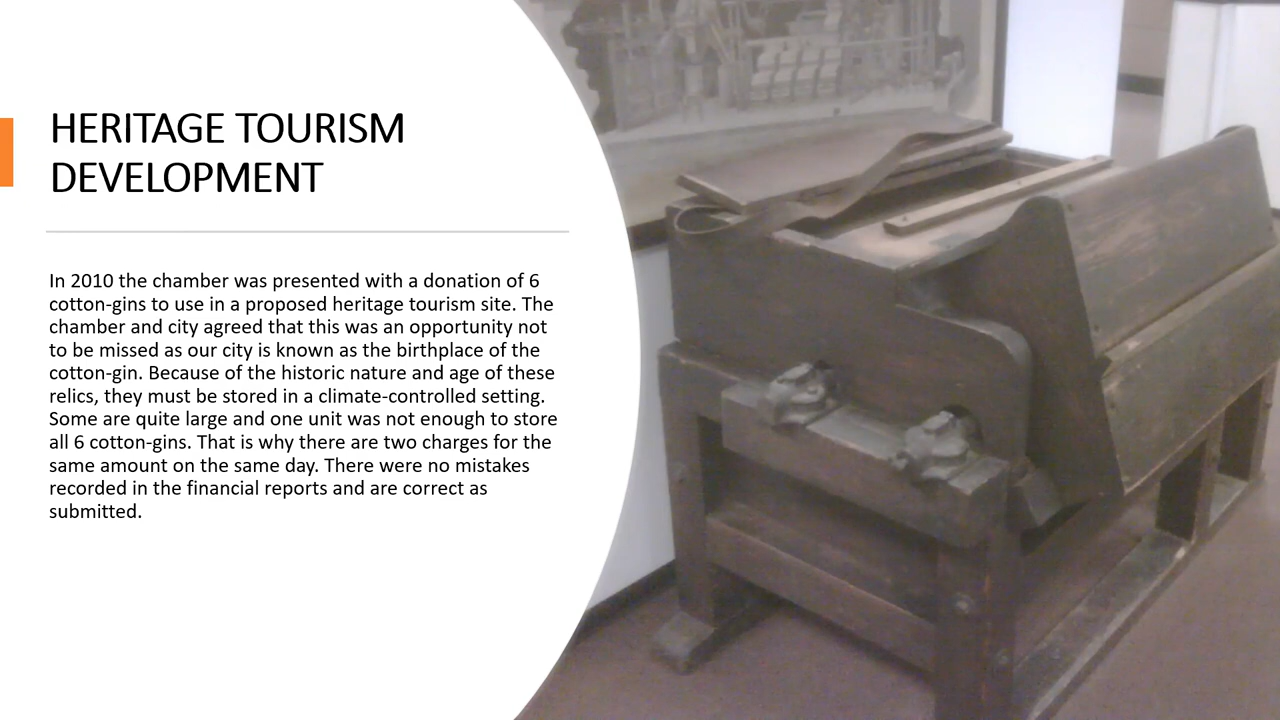 HERITAGE TOURISM
DEVELOPMENT
In 2010 the chamber was presented with a donation of 6
cotton-gins to use in a proposed heritage tourism site. The
chamber and city agreed that this was an opportunity not
to be missed as our city is known as the birthplace of the
cotton-gin. Because of the historic nature and age of these
relics, they must be stored in a climate-controlled setting.
Some are quite large and one unit was not enough to store
all 6 cotton-gins. That is why there are two charges for the
same amount on the same day. There were no mistakes
recorded in the financial reports and are correct as
submitted.